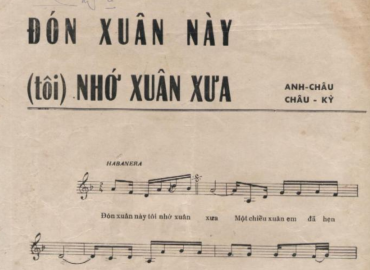 ĐÓN XUÂN NÀY
(tôi) NHỚ XUÂN XƯA
ANH-CHÂU
CHÂU - KỲ
HABANERA
Đón xuân này tôi nhớ xuân xưa Một chiều xuân em đã hẹn